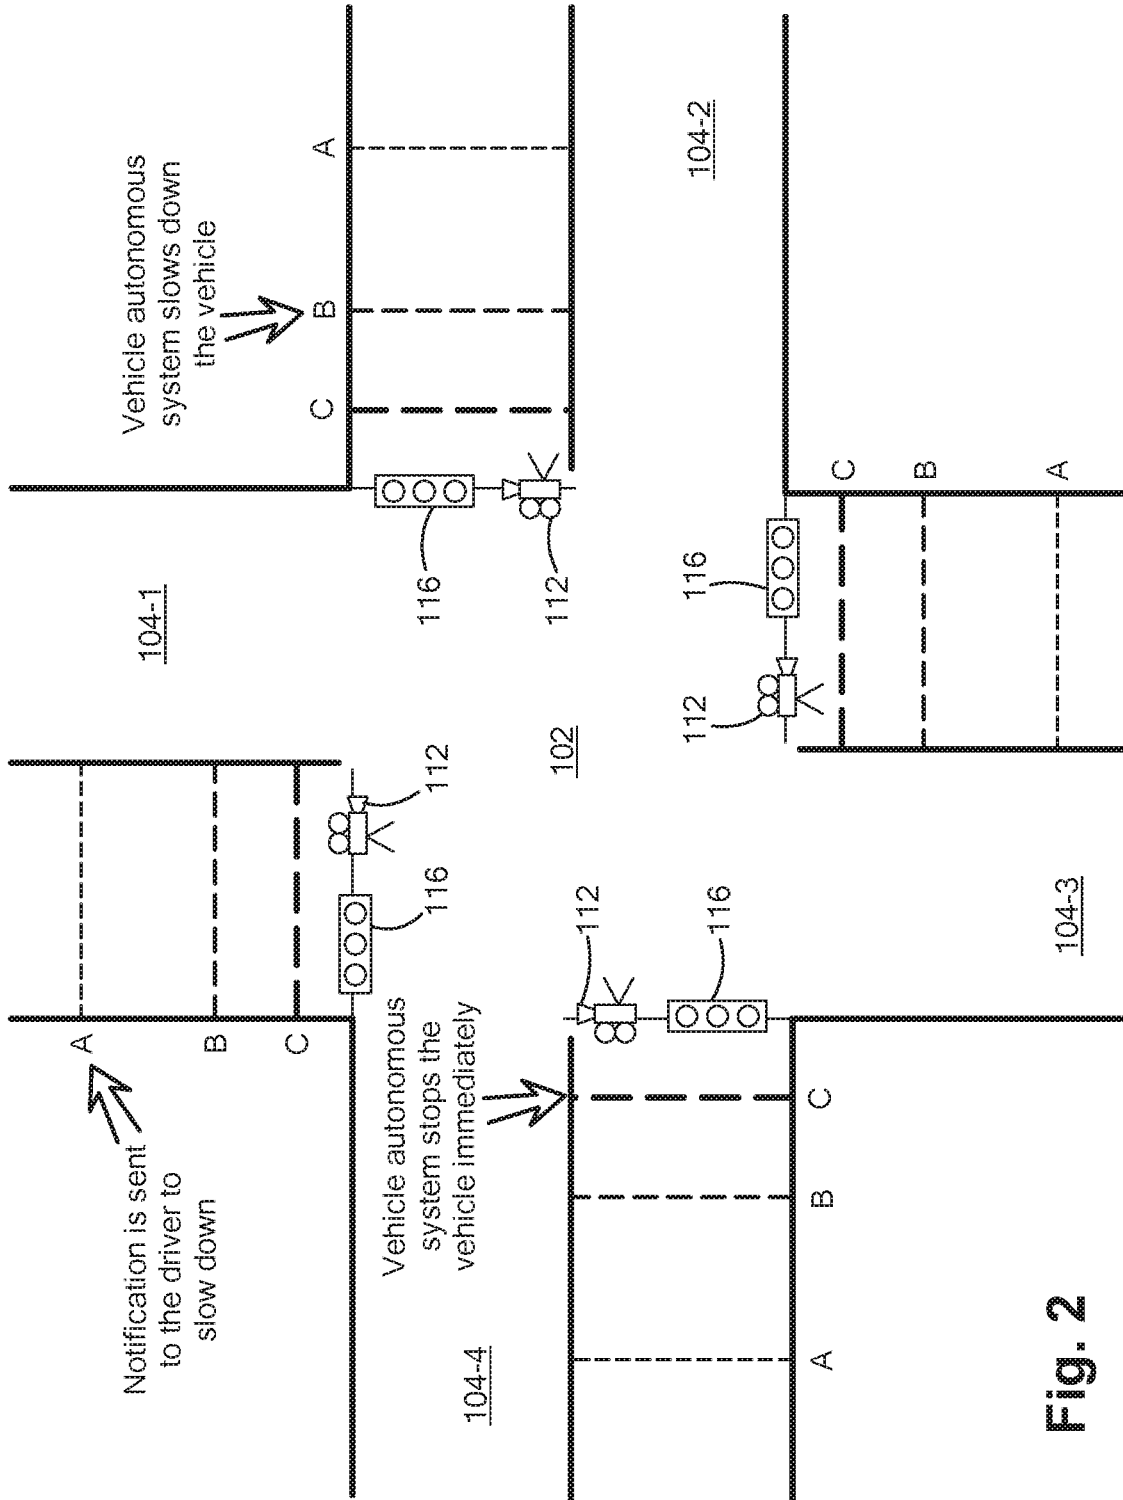 Notification is sent
to the driver to
slow down
A
B
C
104-1
Vehicle autonomous
system slows down
the vehicle
C
B
A
Vehicle autonomous
system stops the
vehicle immediately
116
112
116
112
104-4
102
112
116
112
116
104-2
A
B
C
C
B
A
104-3
Fig. 2